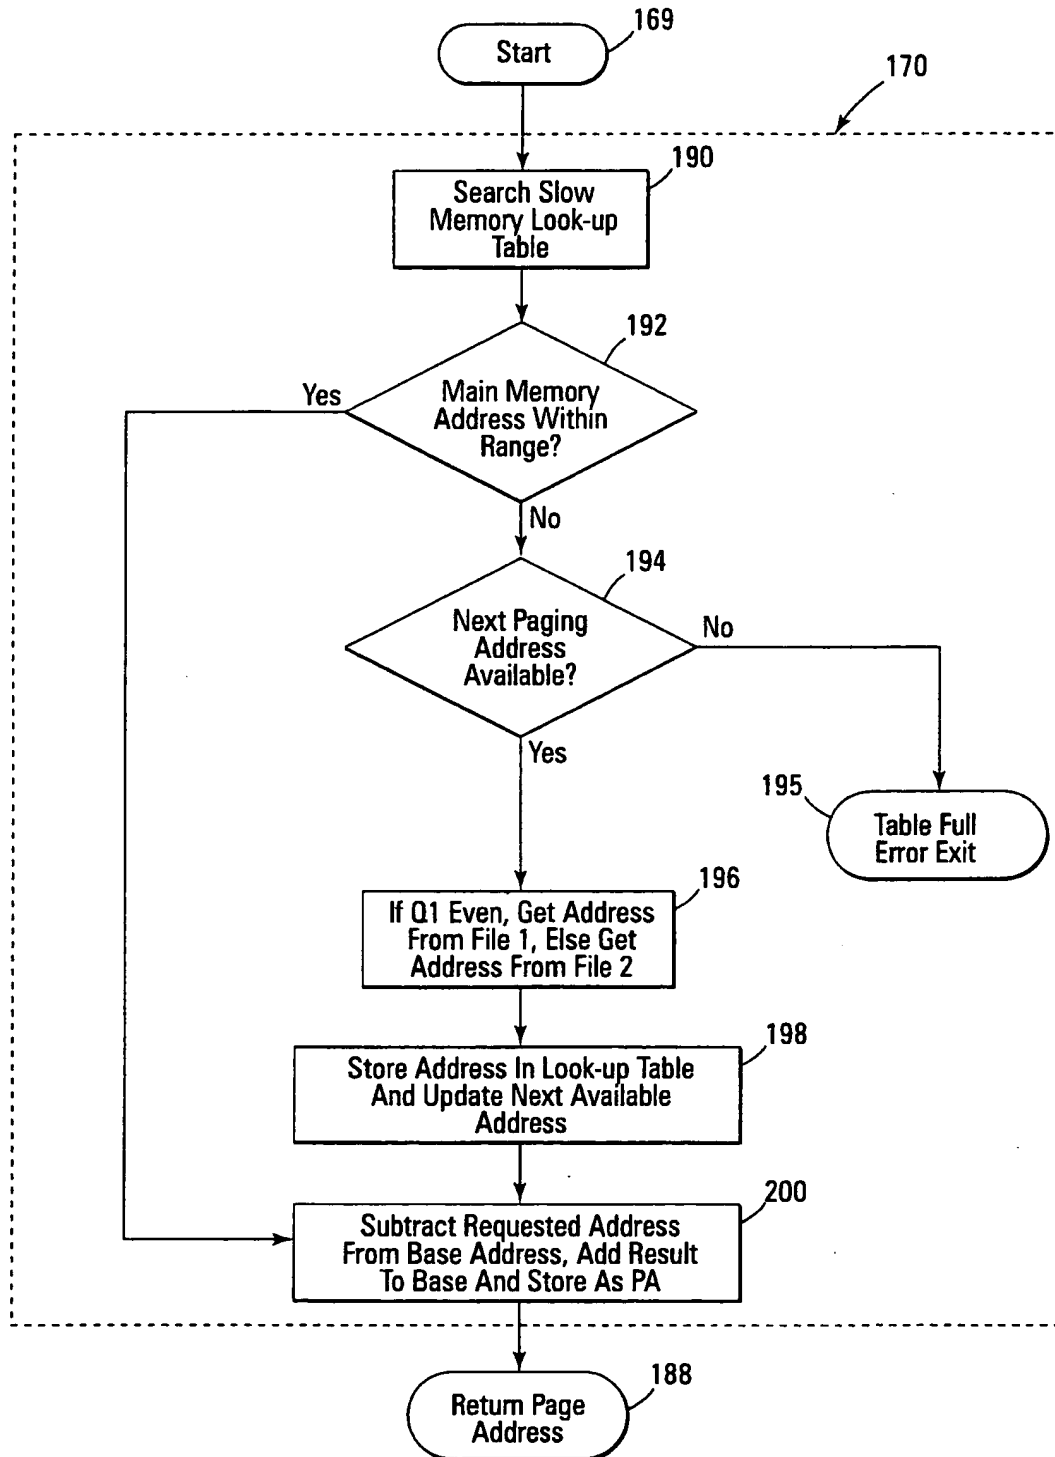 169
Start
170
190
Search Slow
Memory Look-up
Table
192
Yes
Main Memory
Address Within
Range?
No
194
Next Paging
Address
Available?
No
Yes
195
Table Full
Error Exit
196
If Q1 Even, Get Address
From File 1, Else Get
Address From File 2
198
Store Address In Look-up Table
And Update Next Available
Address
200
Subtract Requested Address
From Base Address, Add Result
To Base And Store As PA
188
Return Page
Address